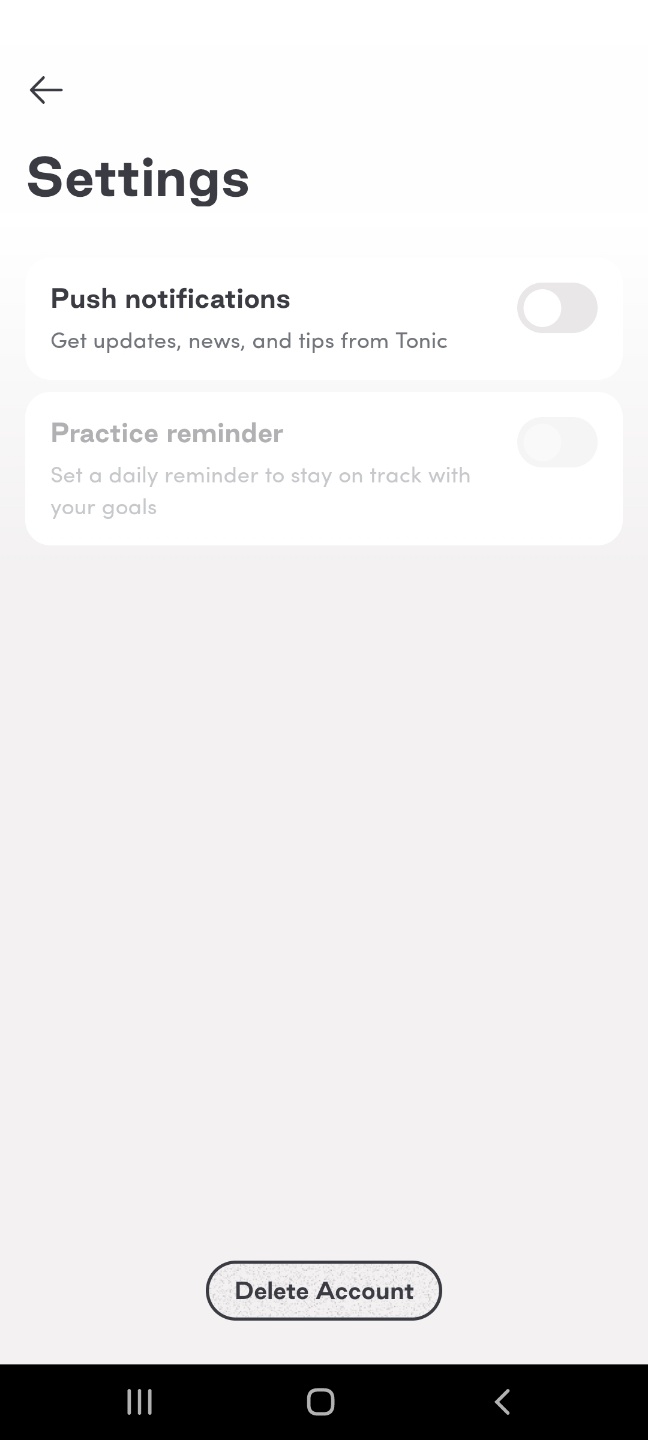 Settings
Push notifications
Get updates, news, and tips from Tonic
Practice reminder
Set a daily reminder to stay on track with
your goals
Delete Account